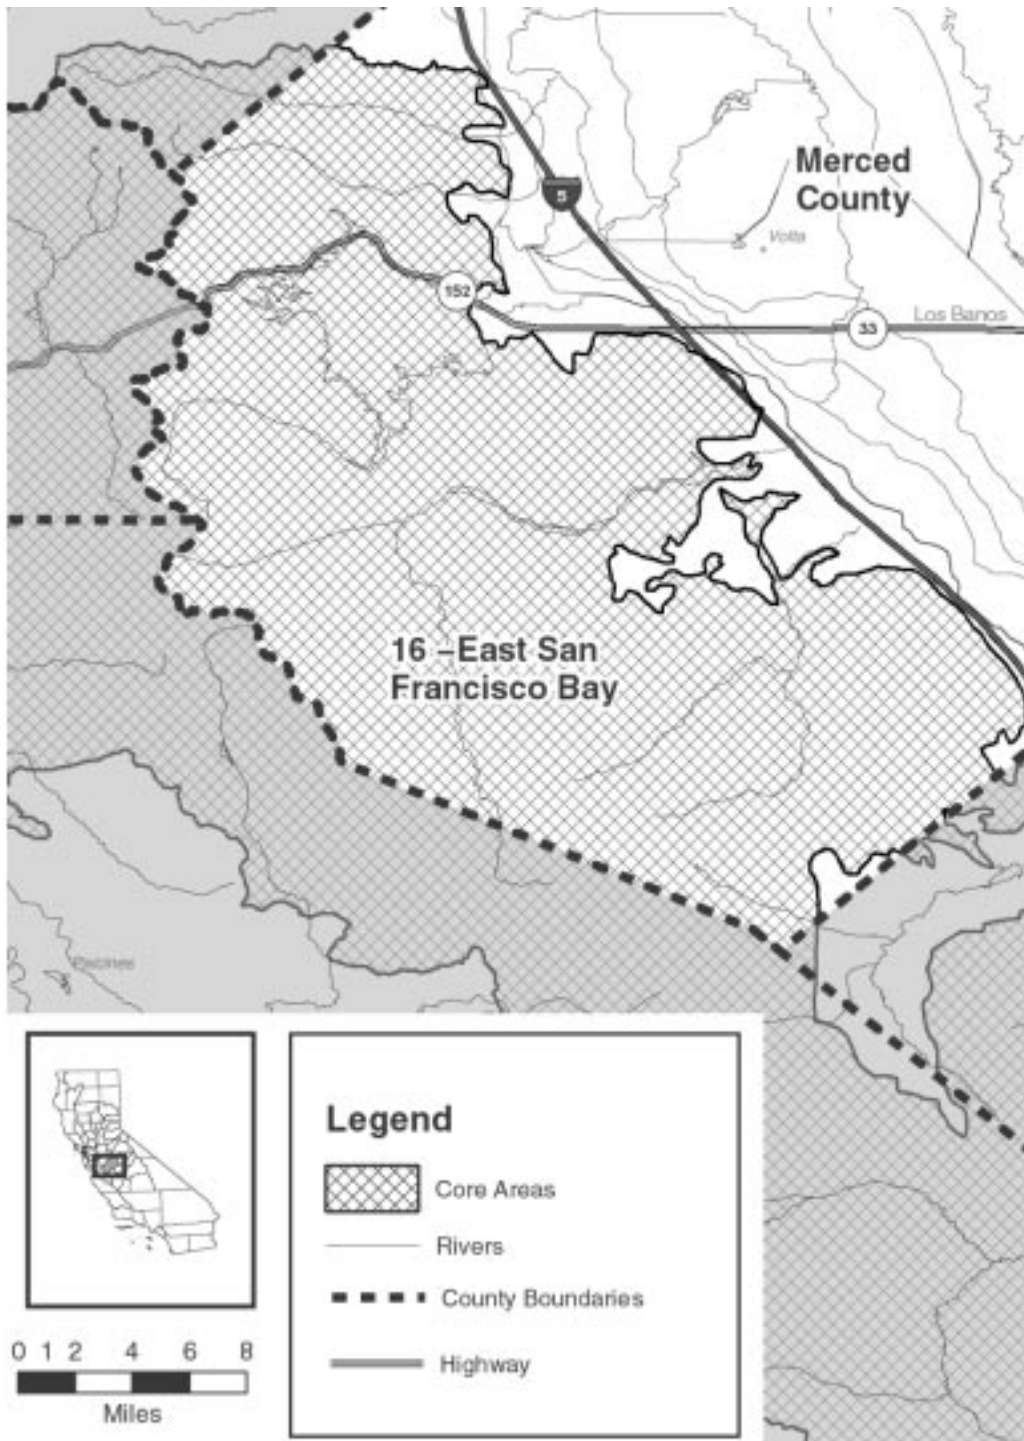 Merced
County
5
Volta
152
Los Banos
33
16 –East San
Francisco Bay
Paicines
Legend
Core Areas
Rivers
County Boundaries
Highway
0 1 2 4 6 8
Miles